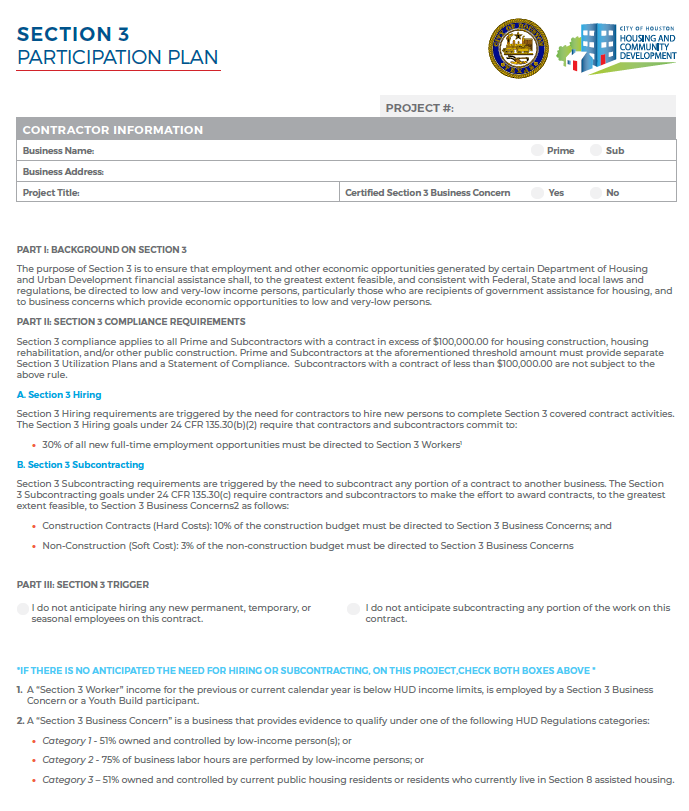 SECTION 3
PARTICIPATION PLAN
CITY OF HOUSTON
HOUSING AND
COMMUNITY
DEVELOPMENT
PROJECT #:
CONTRACTOR INFORMATION
Business Name: Prime Sub
Business Address:
Project Title: Certified Section 3 Business Concern Yes No
PART I: BACKGROUND ON SECTION 3
The purpose of Section 3 is to ensure that employment and other economic opportunities generated by certain Department of Housing
and Urban Development financial assistance shall, to the greatest extent feasible, and consistent with Federal, State and local laws and
regulations, be directed to low and very-low income persons, particularly those who are recipients of government assistance for housing, and
to business concerns which provide economic opportunities to low and very-low persons.
PART II: SECTION 3 COMPLIANCE REQUIREMENTS
Section 3 compliance applies to all Prime and Subcontractors with a contract in excess of $100,000.00 for housing construction, housing
rehabilitation, and/or other public construction. Prime and Subcontractors at the aforementioned threshold amount must provide separate
Section 3 Utilization Plans and a Statement of Compliance. Subcontractors with a contract of less than $100,000.00 are not subject to the
above rule.
A. Section 3 Hiring
Section 3 Hiring requirements are triggered by the need for contractors to hire new persons to complete Section 3 covered contract activities.
The Section 3 Hiring goals under 24 CFR 135.30(b)(2) require that contractors and subcontractors commit to:
• 30% of all new full-time employment opportunities must be directed to Section 3 Workers¹
B. Section 3 Subcontracting
Section 3 Subcontracting requirements are triggered by the need to subcontract any portion of a contract to another business. The Section
3 Subcontracting goals under 24 CFR 135.30(c) require contractors and subcontractors to make the effort to award contracts, to the greatest
extent feasible, to Section 3 Business Concerns2 as follows:
• Construction Contracts (Hard Costs): 10% of the construction budget must be directed to Section 3 Business Concerns; and
• Non-Construction (Soft Cost): 3% of the non-construction budget must be directed to Section 3 Business Concerns
PART III: SECTION 3 TRIGGER
I do not anticipate hiring any new permanent, temporary, or
seasonal employees on this contract.
I do not anticipate subcontracting any portion of the work on this
contract.
*IF THERE IS NO ANTICIPATED THE NEED FOR HIRING OR SUBCONTRACTING, ON THIS PROJECT,CHECK BOTH BOXES ABOVE *
1. A "Section 3 Worker" income for the previous or current calendar year is below HUD income limits, is employed by a Section 3 Business
Concern or a Youth Build participant.
2. A "Section 3 Business Concern" is a business that provides evidence to qualify under one of the following HUD Regulations categories:
• Category 1 - 51% owned and controlled by low-income person(s); or
• Category 2 - 75% of business labor hours are performed by low-income persons; or
• Category 3 – 51% owned and controlled by current public housing residents or residents who currently live in Section 8 assisted housing.